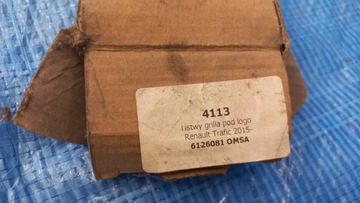 4113
Listwy grilla pod logo
Renault Trafic 2015-
6126081 OMSA